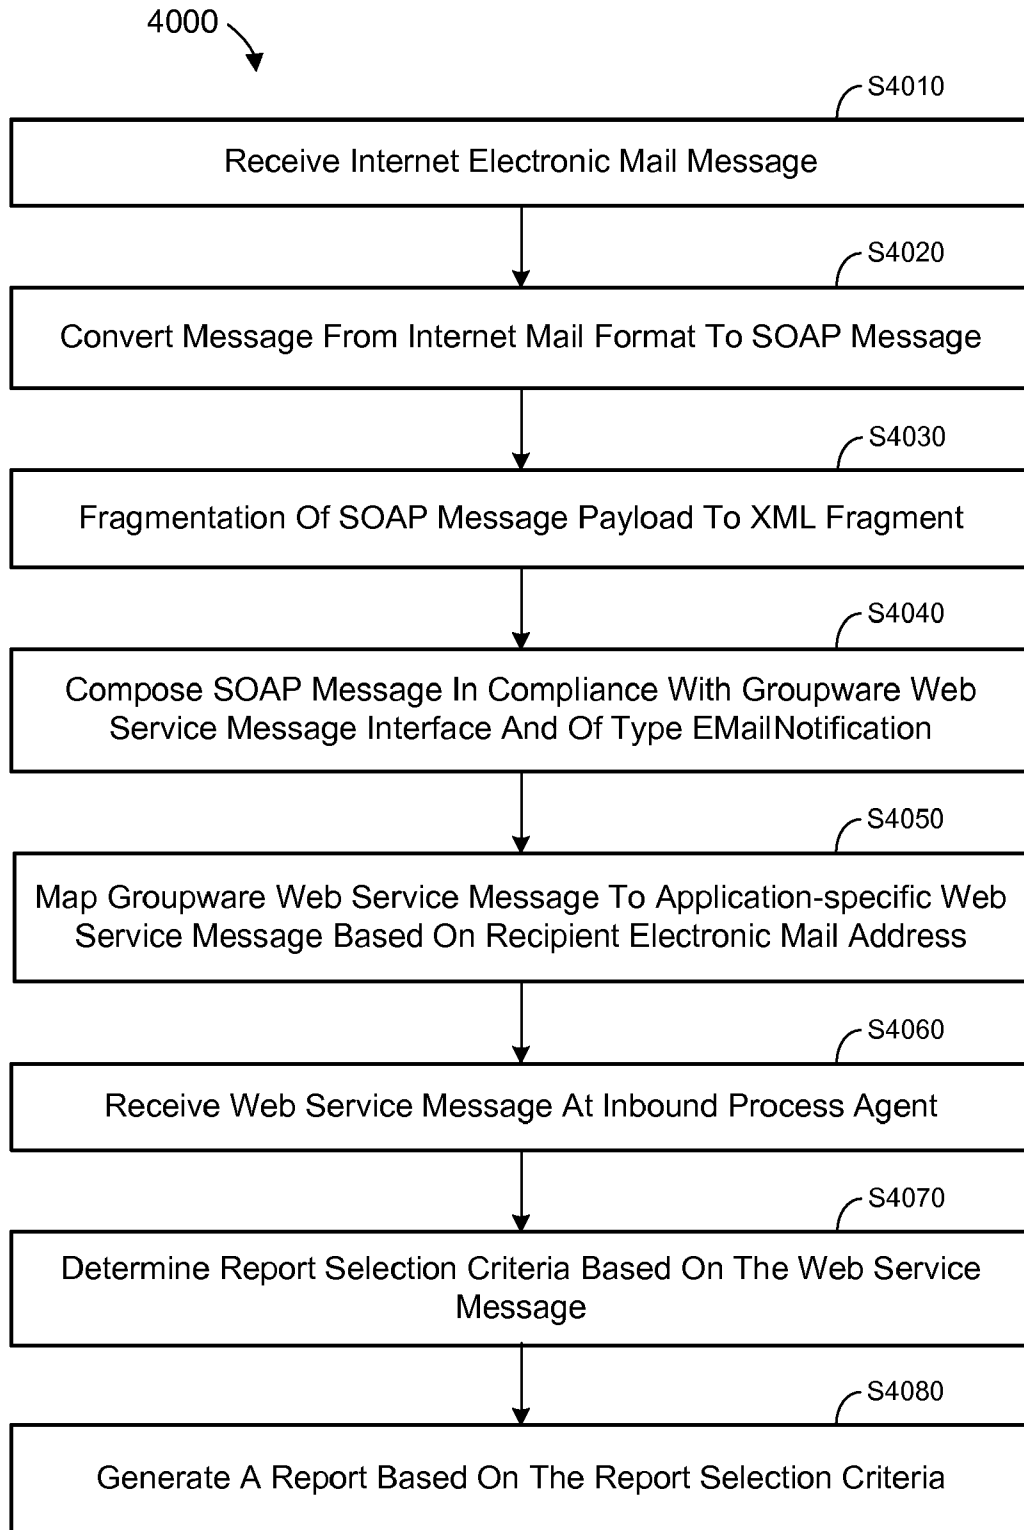 4000
S4010
Receive Internet Electronic Mail Message
S4020
Convert Message From Internet Mail Format To SOAP Message
S4030
Fragmentation Of SOAP Message Payload To XML Fragment
S4040
Compose SOAP Message In Compliance With Groupware Web
Service Message Interface And Of Type EMailNotification
S4050
Map Groupware Web Service Message To Application-specific Web
Service Message Based On Recipient Electronic Mail Address
S4060
Receive Web Service Message At Inbound Process Agent
S4070
Determine Report Selection Criteria Based On The Web Service
Message
S4080
Generate A Report Based On The Report Selection Criteria